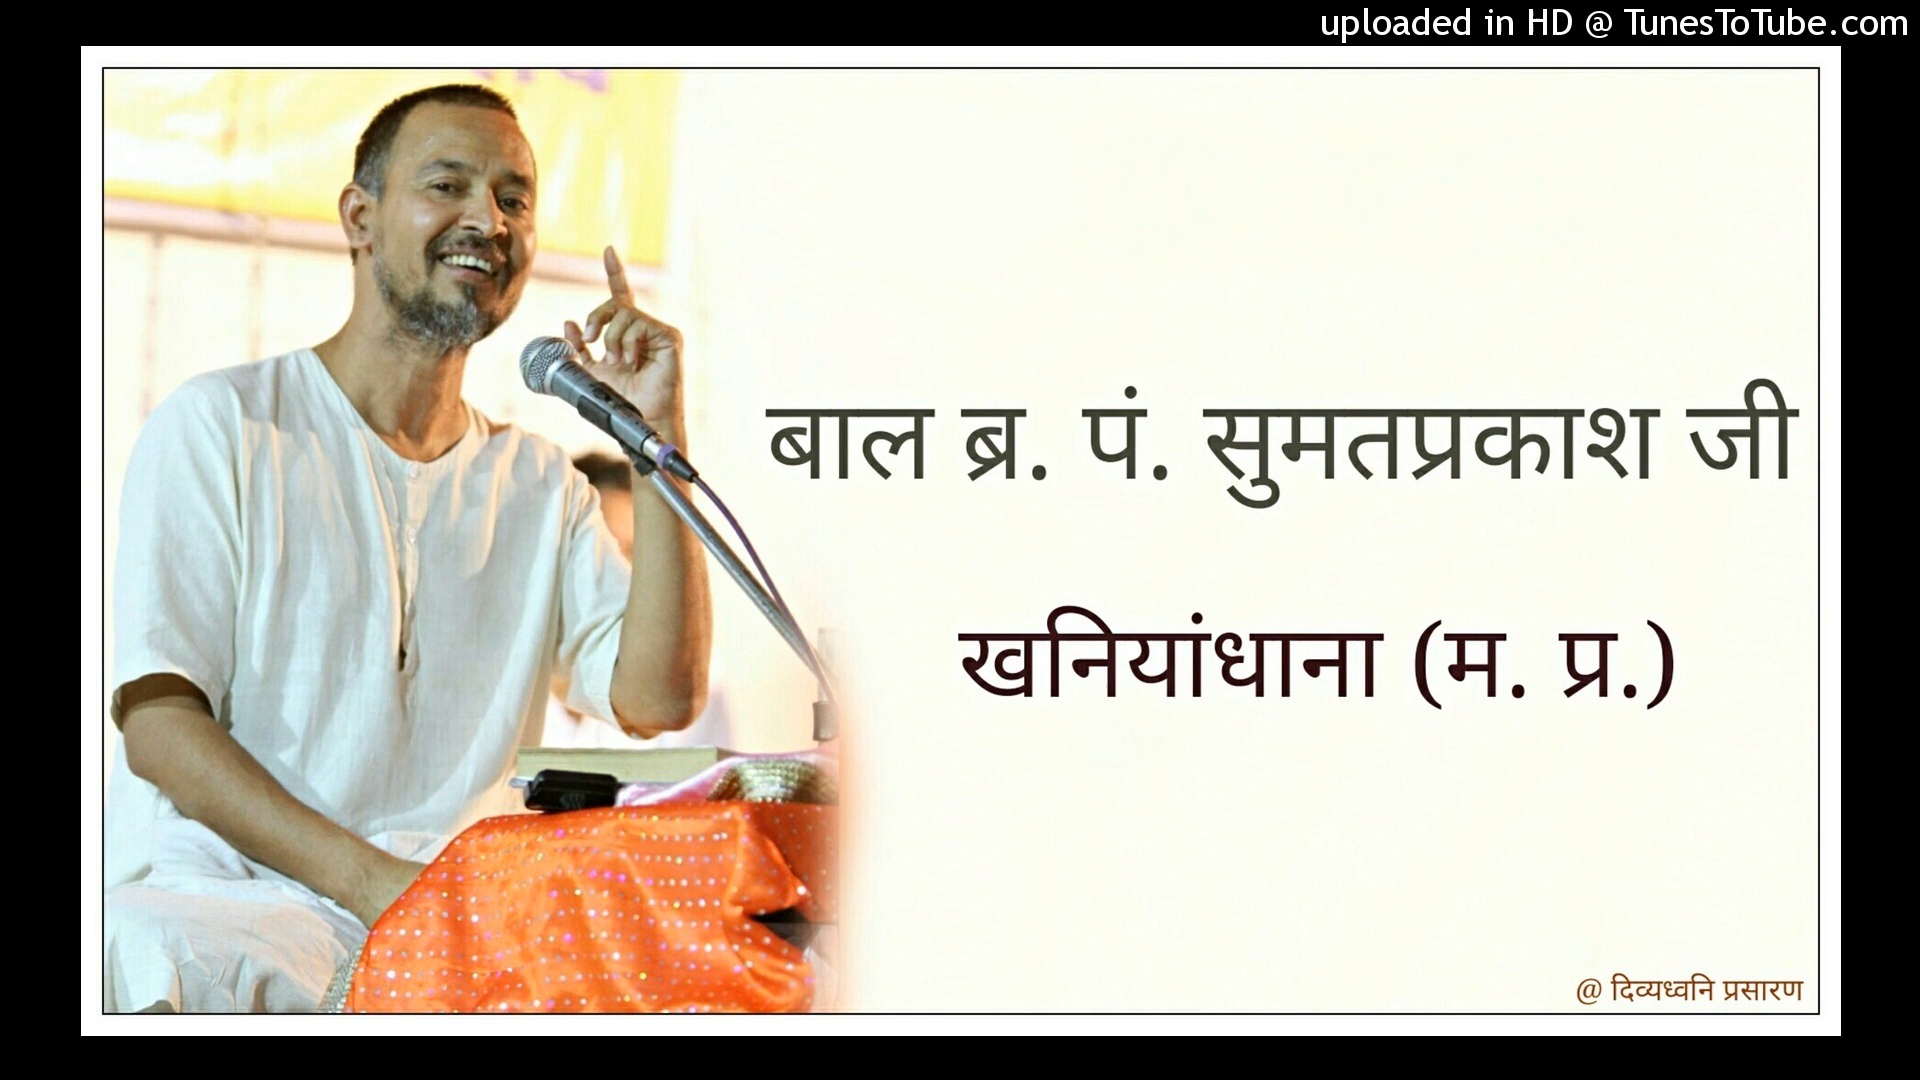 uploaded in HD @ TunesToTube.com
बाल ब्र. पं. सुमतप्रकाश जी
खनियांधाना (म. प्र.)
@ दिव्यध्वनि प्रसारण